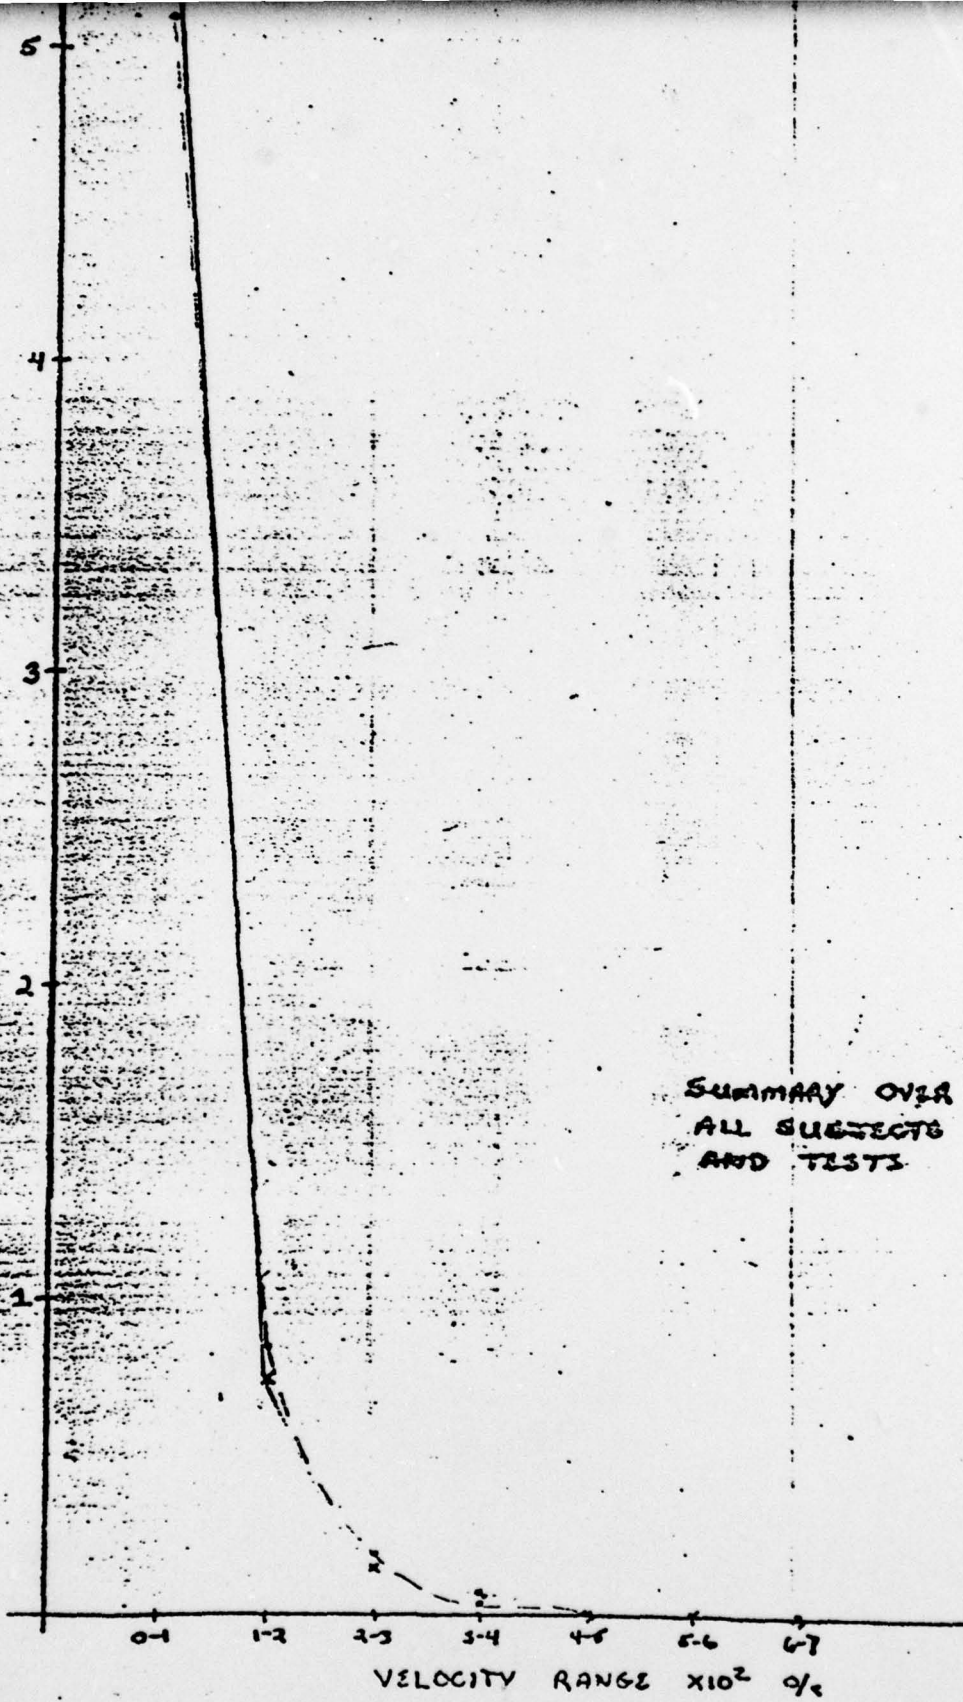 5
4
3
2
SUMMARY OVER
ALL SUBJECTS
AND TESTS
1
0-1 1-2 2-3 3-4 4-5 5-6 6-7
VELOCITY RANGE X10² °/s